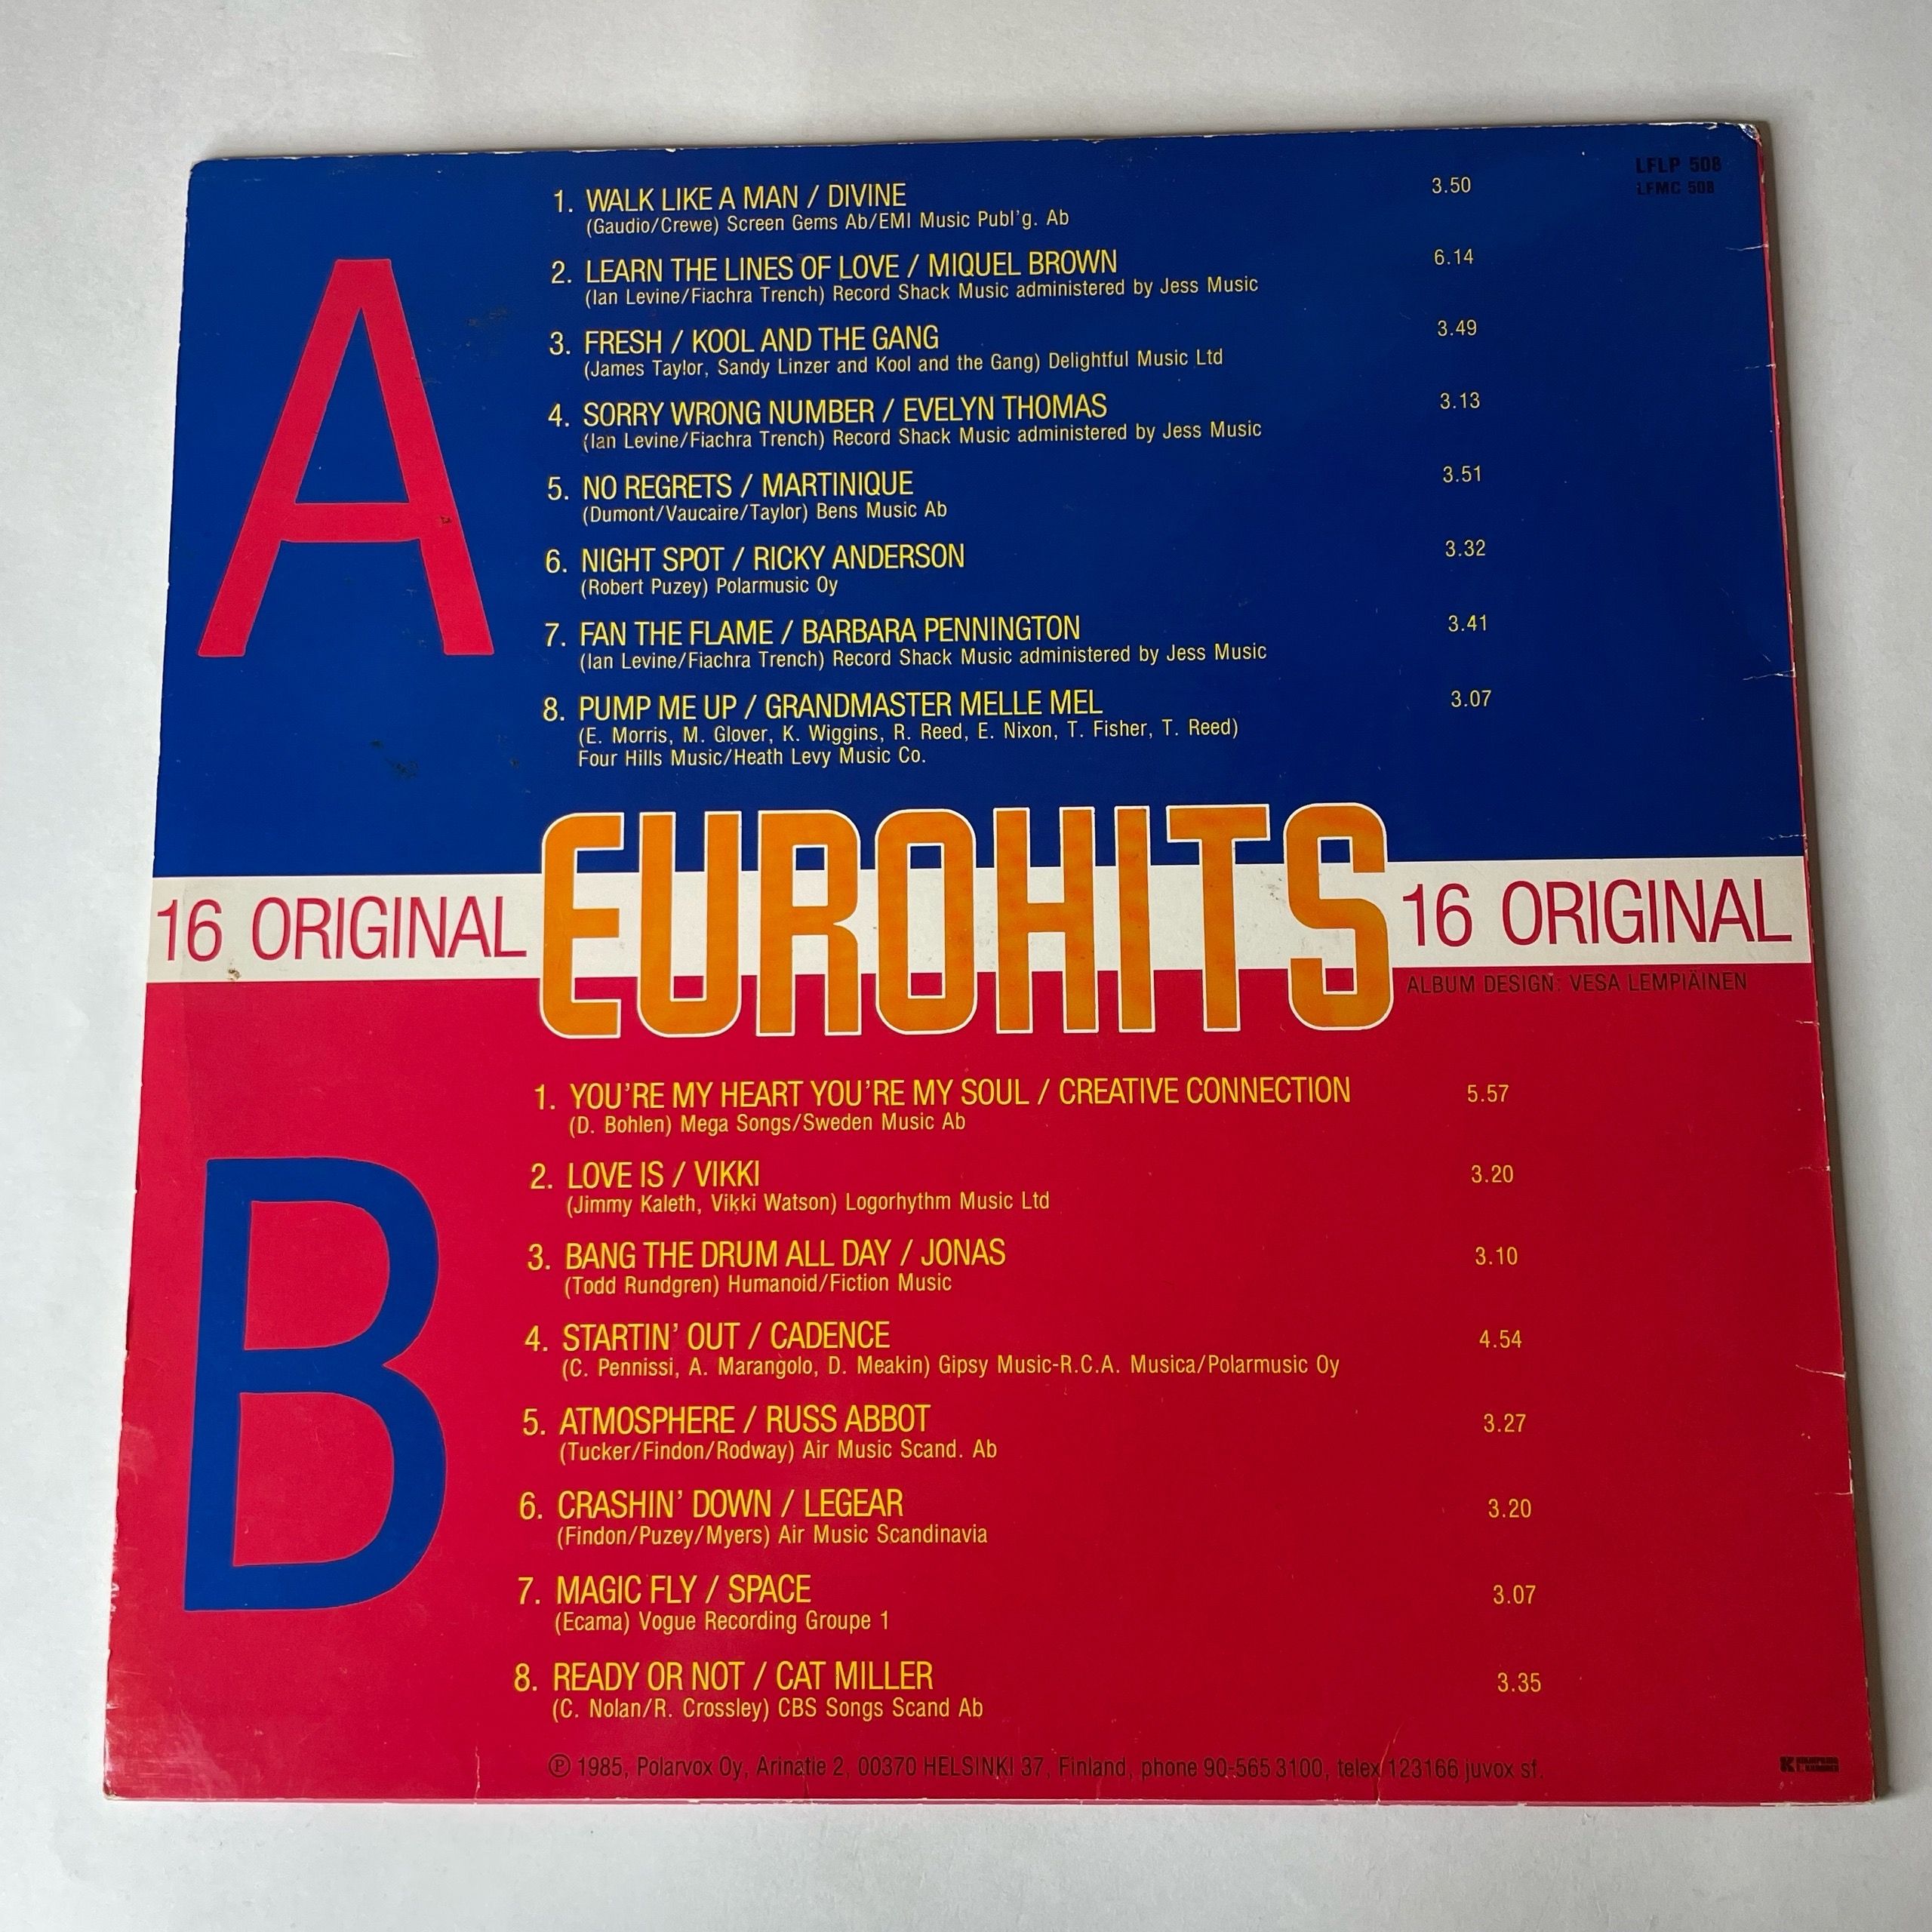 LFLP 508
LFMC 508
A
1. WALK LIKE A MAN / DIVINE 3.50
(Gaudio/Crewe) Screen Gems Ab/EMI Music Publ'g. Ab
2. LEARN THE LINES OF LOVE / MIQUEL BROWN 6.14
(Ian Levine/Fiachra Trench) Record Shack Music administered by Jess Music
3. FRESH / KOOL AND THE GANG 3.49
(James Taylor, Sandy Linzer and Kool and the Gang) Delightful Music Ltd
4. SORRY WRONG NUMBER / EVELYN THOMAS 3.13
(Ian Levine/Fiachra Trench) Record Shack Music administered by Jess Music
5. NO REGRETS / MARTINIQUE 3.51
(Dumont/Vaucaire/Taylor) Bens Music Ab
6. NIGHT SPOT / RICKY ANDERSON 3.32
(Robert Puzey) Polarmusic Oy
7. FAN THE FLAME / BARBARA PENNINGTON 3.41
(Ian Levine/Fiachra Trench) Record Shack Music administered by Jess Music
8. PUMP ME UP / GRANDMASTER MELLE MEL 3.07
(E. Morris, M. Glover, K. Wiggins, R. Reed, E. Nixon, T. Fisher, T. Reed)
Four Hills Music/Heath Levy Music Co.
16 ORIGINAL EUROHITS 16 ORIGINAL
ALBUM DESIGN: VESA LEMPIÄINEN
B
1. YOU'RE MY HEART YOU'RE MY SOUL / CREATIVE CONNECTION 5.57
(D. Bohlen) Mega Songs/Sweden Music Ab
2. LOVE IS / VIKKI 3.20
(Jimmy Kaleth, Vikki Watson) Logorhythm Music Ltd
3. BANG THE DRUM ALL DAY / JONAS 3.10
(Todd Rundgren) Humanoid/Fiction Music
4. STARTIN' OUT / CADENCE 4.54
(C. Pennissi, A. Marangolo, D. Meakin) Gipsy Music-R.C.A. Musica/Polarmusic Oy
5. ATMOSPHERE / RUSS ABBOT 3.27
(Tucker/Findon/Rodway) Air Music Scand. Ab
6. CRASHIN' DOWN / LEGEAR 3.20
(Findon/Puzey/Myers) Air Music Scandinavia
7. MAGIC FLY / SPACE 3.07
(Ecama) Vogue Recording Groupe 1
8. READY OR NOT / CAT MILLER 3.35
(C. Nolan/R. Crossley) CBS Songs Scand Ab
℗ 1985, Polarvox Oy, Arinatie 2, 00370 HELSINKI 37, Finland, phone 90-565 3100, telex 123166 juvox sf.